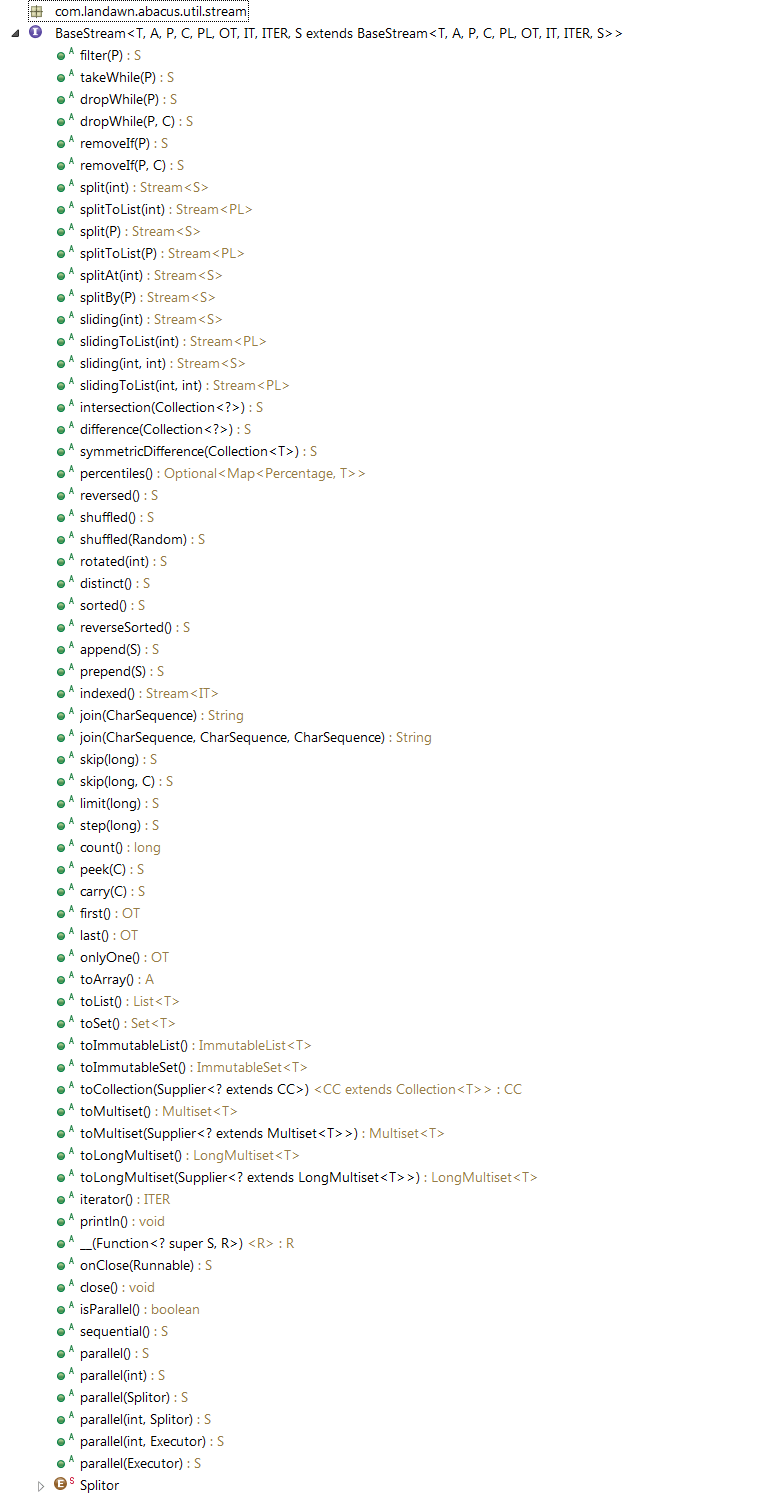 com.landawn.abacus.util.stream
BaseStream<T, A, P, C, PL, OT, IT, ITER, S extends BaseStream<T, A, P, C, PL, OT, IT, ITER, S>>
filter(P) : S
takeWhile(P) : S
dropWhile(P) : S
dropWhile(P, C) : S
removeIf(P) : S
removeIf(P, C) : S
split(int) : Stream<S>
splitToList(int) : Stream<PL>
split(P) : Stream<S>
splitToList(P) : Stream<PL>
splitAt(int) : Stream<S>
splitBy(P) : Stream<S>
sliding(int) : Stream<S>
slidingToList(int) : Stream<PL>
sliding(int, int) : Stream<S>
slidingToList(int, int) : Stream<PL>
intersection(Collection<?>) : S
difference(Collection<?>) : S
symmetricDifference(Collection<T>) : S
percentiles() : Optional<Map<Percentage, T>>
reversed() : S
shuffled() : S
shuffled(Random) : S
rotated(int) : S
distinct() : S
sorted() : S
reverseSorted() : S
append(S) : S
prepend(S) : S
indexed() : Stream<IT>
join(CharSequence) : String
join(CharSequence, CharSequence, CharSequence) : String
skip(long) : S
skip(long, C) : S
limit(long) : S
step(long) : S
count() : long
peek(C) : S
carry(C) : S
first() : OT
last() : OT
onlyOne() : OT
toArray() : A
toList() : List<T>
toSet() : Set<T>
toImmutableList() : ImmutableList<T>
toImmutableSet() : ImmutableSet<T>
toCollection(Supplier<? extends CC>) <CC extends Collection<T>> : CC
toMultiset() : Multiset<T>
toMultiset(Supplier<? extends Multiset<T>>) : Multiset<T>
toLongMultiset() : LongMultiset<T>
toLongMultiset(Supplier<? extends LongMultiset<T>>) : LongMultiset<T>
iterator() : ITER
println() : void
__(Function<? super S, R>) <R> : R
onClose(Runnable) : S
close() : void
isParallel() : boolean
sequential() : S
parallel() : S
parallel(int) : S
parallel(Splitor) : S
parallel(int, Splitor) : S
parallel(int, Executor) : S
parallel(Executor) : S
Splitor